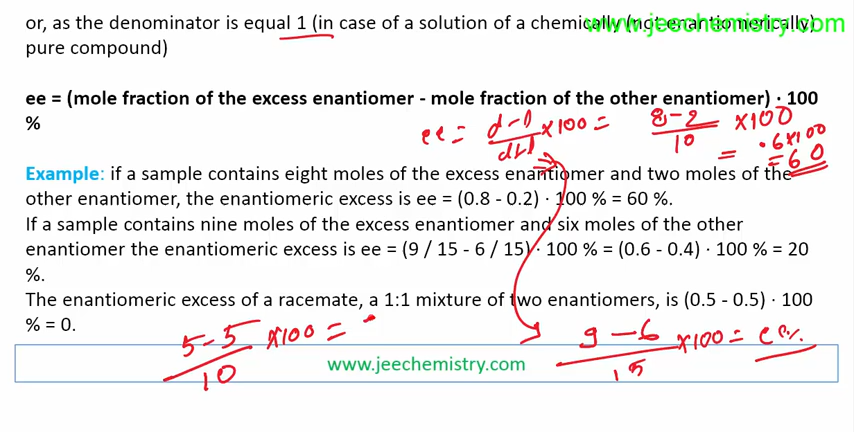 or, as the denominator is equal 1 (in case of a solution of a chemically (not enantiomerically)
www.jeechemistry.com
pure compound)
ee = (mole fraction of the excess enantiomer - mole fraction of the other enantiomer) · 100
%
ee = d-l/d+l ×100 = 8-2/10 ×100
= .6×100
= 60
Example: if a sample contains eight moles of the excess enantiomer and two moles of the
other enantiomer, the enantiomeric excess is ee = (0.8 - 0.2) · 100 % = 60 %.
If a sample contains nine moles of the excess enantiomer and six moles of the other
enantiomer the enantiomeric excess is ee = (9 / 15 - 6 / 15) · 100 % = (0.6 - 0.4) · 100 % = 20
%.
The enantiomeric excess of a racemate, a 1:1 mixture of two enantiomers, is (0.5 - 0.5) · 100
% = 0.
5-5/10 ×100 =
9-6/15 ×100 = ee%
www.jeechemistry.com